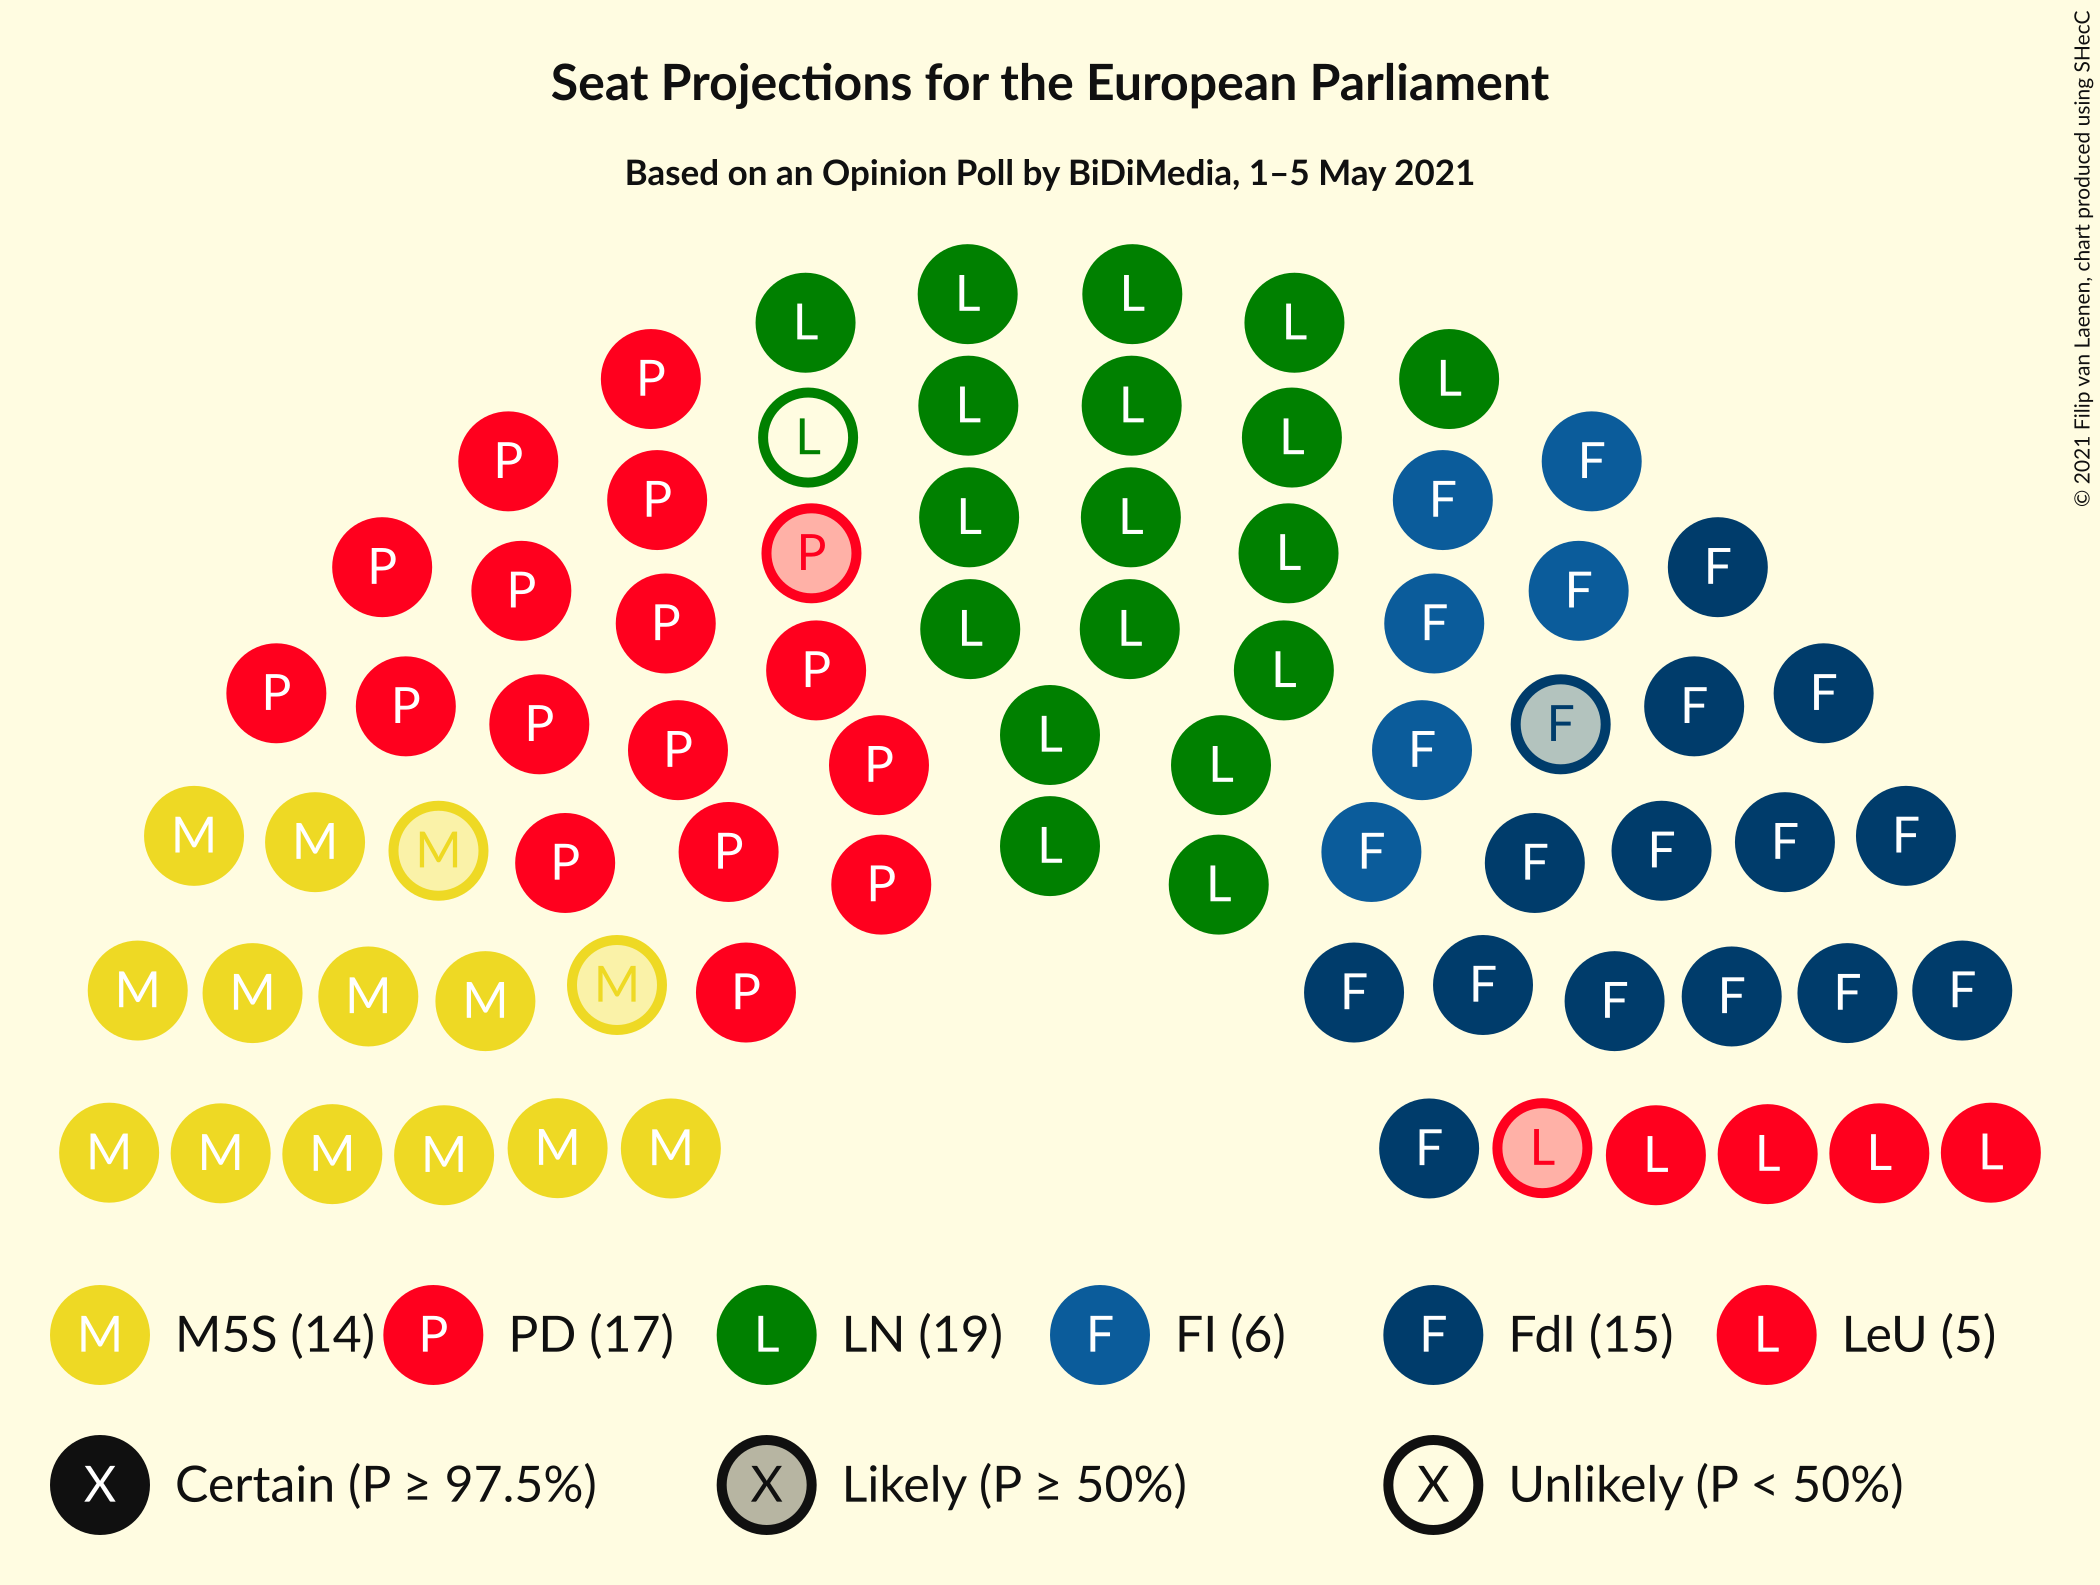 Seat Projections for the European Parliament
Based on an Opinion Poll by BiDiMedia, 1–5 May 2021
© 2021 Filip van Laenen, chart produced using SHecC
L L
L L
P L
L L
L L
P F
P P F
L L
P L
P F
P F F
P P F
L L
P L
P P F F
P P F
L
P P F F
P L
M M F F
M P P F F F
L
P L
M M F
M M M P F F F F F
M M M F
M M M M M M F L L L L L
M M5S (14) P PD (17) L LN (19) F FI (6) F FdI (15) L LeU (5)
X Certain (P ≥ 97.5%) X Likely (P ≥ 50%) X Unlikely (P < 50%)